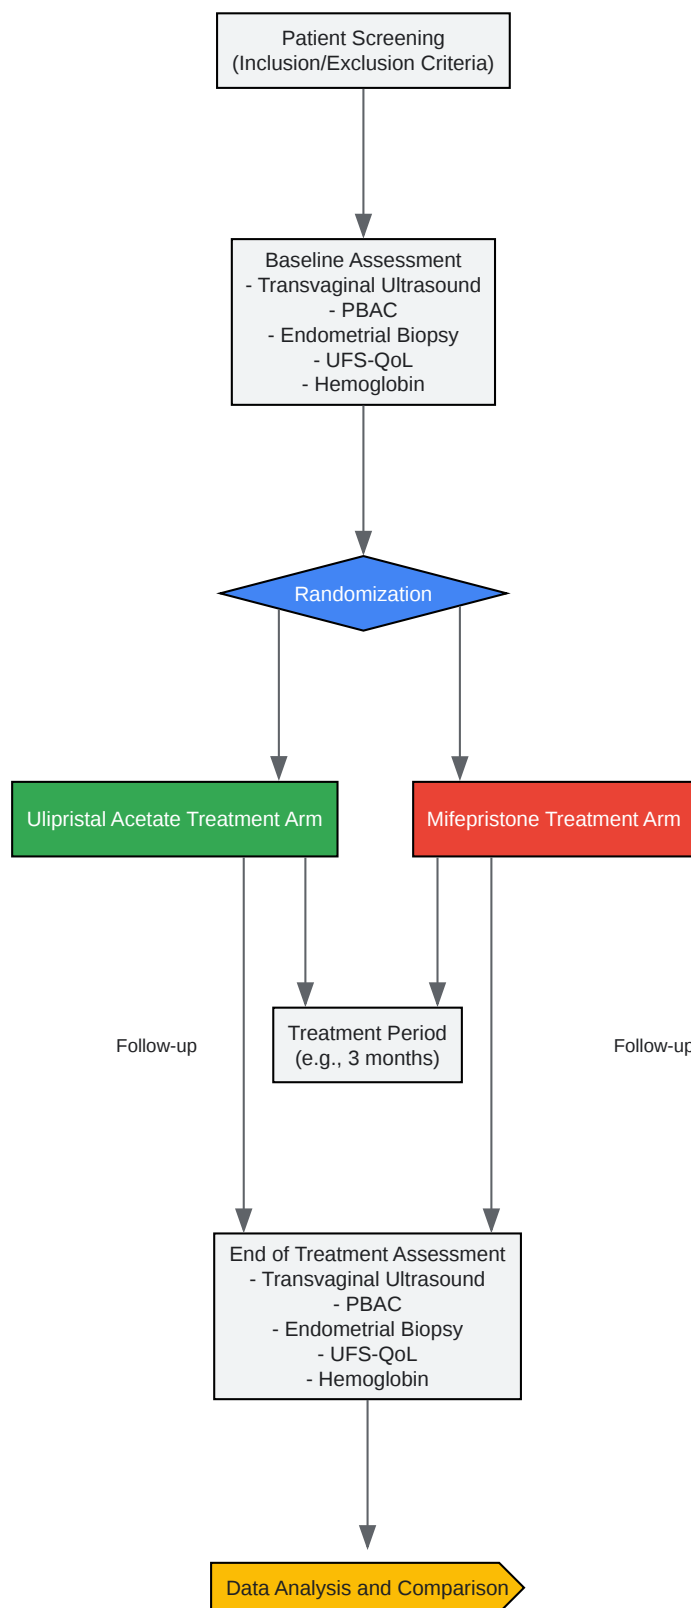 Patient Screening
(Inclusion/Exclusion Criteria)
Baseline Assessment
- Transvaginal Ultrasound
- PBAC
- Endometrial Biopsy
- UFS-QoL
- Hemoglobin
Randomization
Ulipristal Acetate Treatment Arm
Mifepristone Treatment Arm
Treatment Period
(e.g., 3 months)
Follow-up
Follow-up
End of Treatment Assessment
- Transvaginal Ultrasound
- PBAC
- Endometrial Biopsy
- UFS-QoL
- Hemoglobin
Data Analysis and Comparison